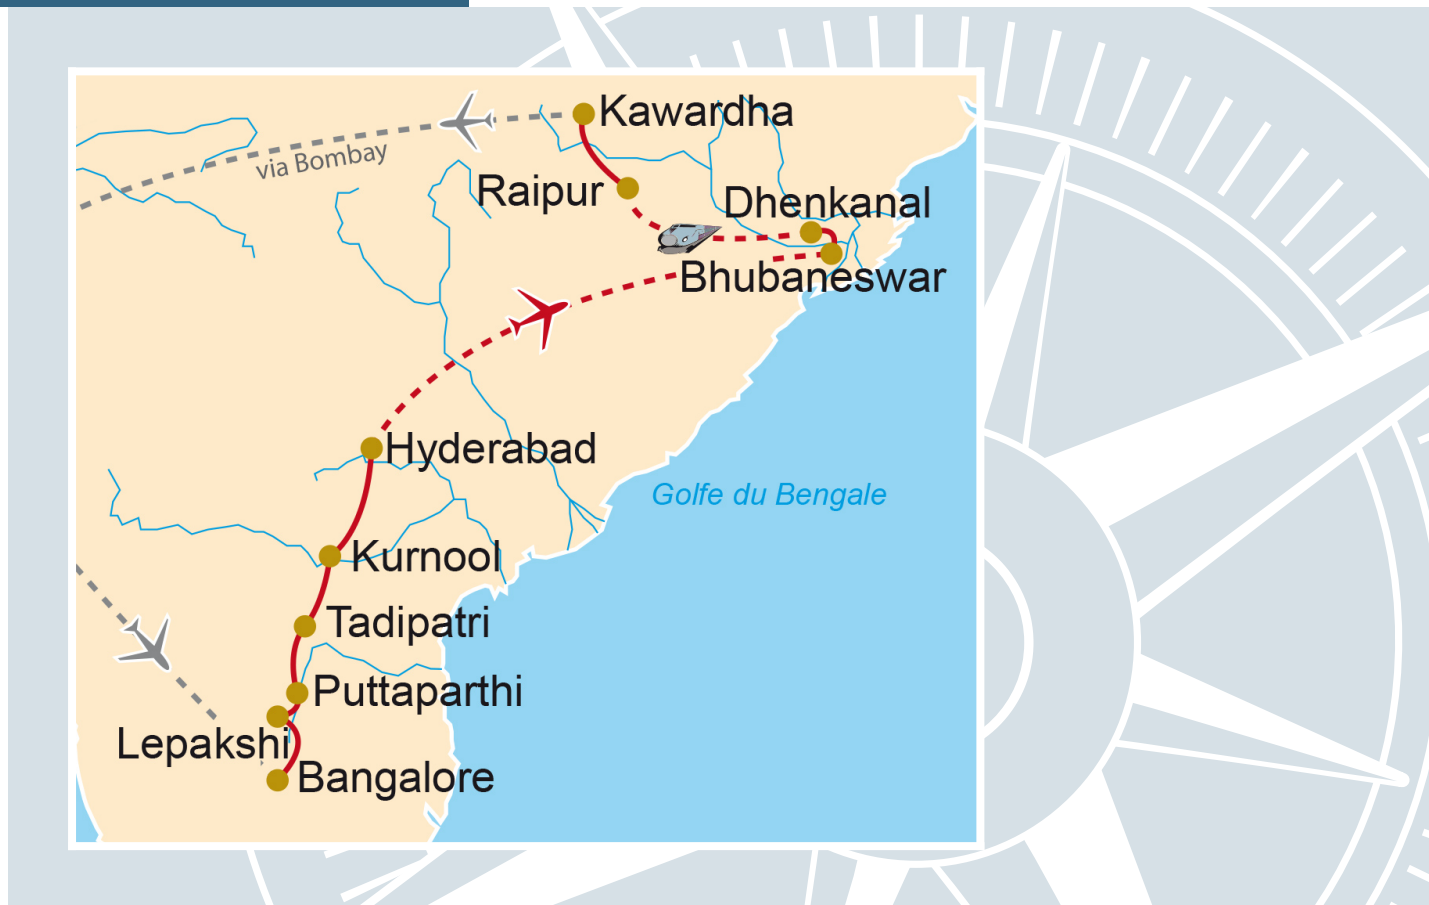 Kawardha
via Bombay
Raipur
Dhenkanal
Bhubaneswar
Hyderabad
Golfe du Bengale
Kurnool
Tadipatri
Puttaparthi
Lepakshi
Bangalore